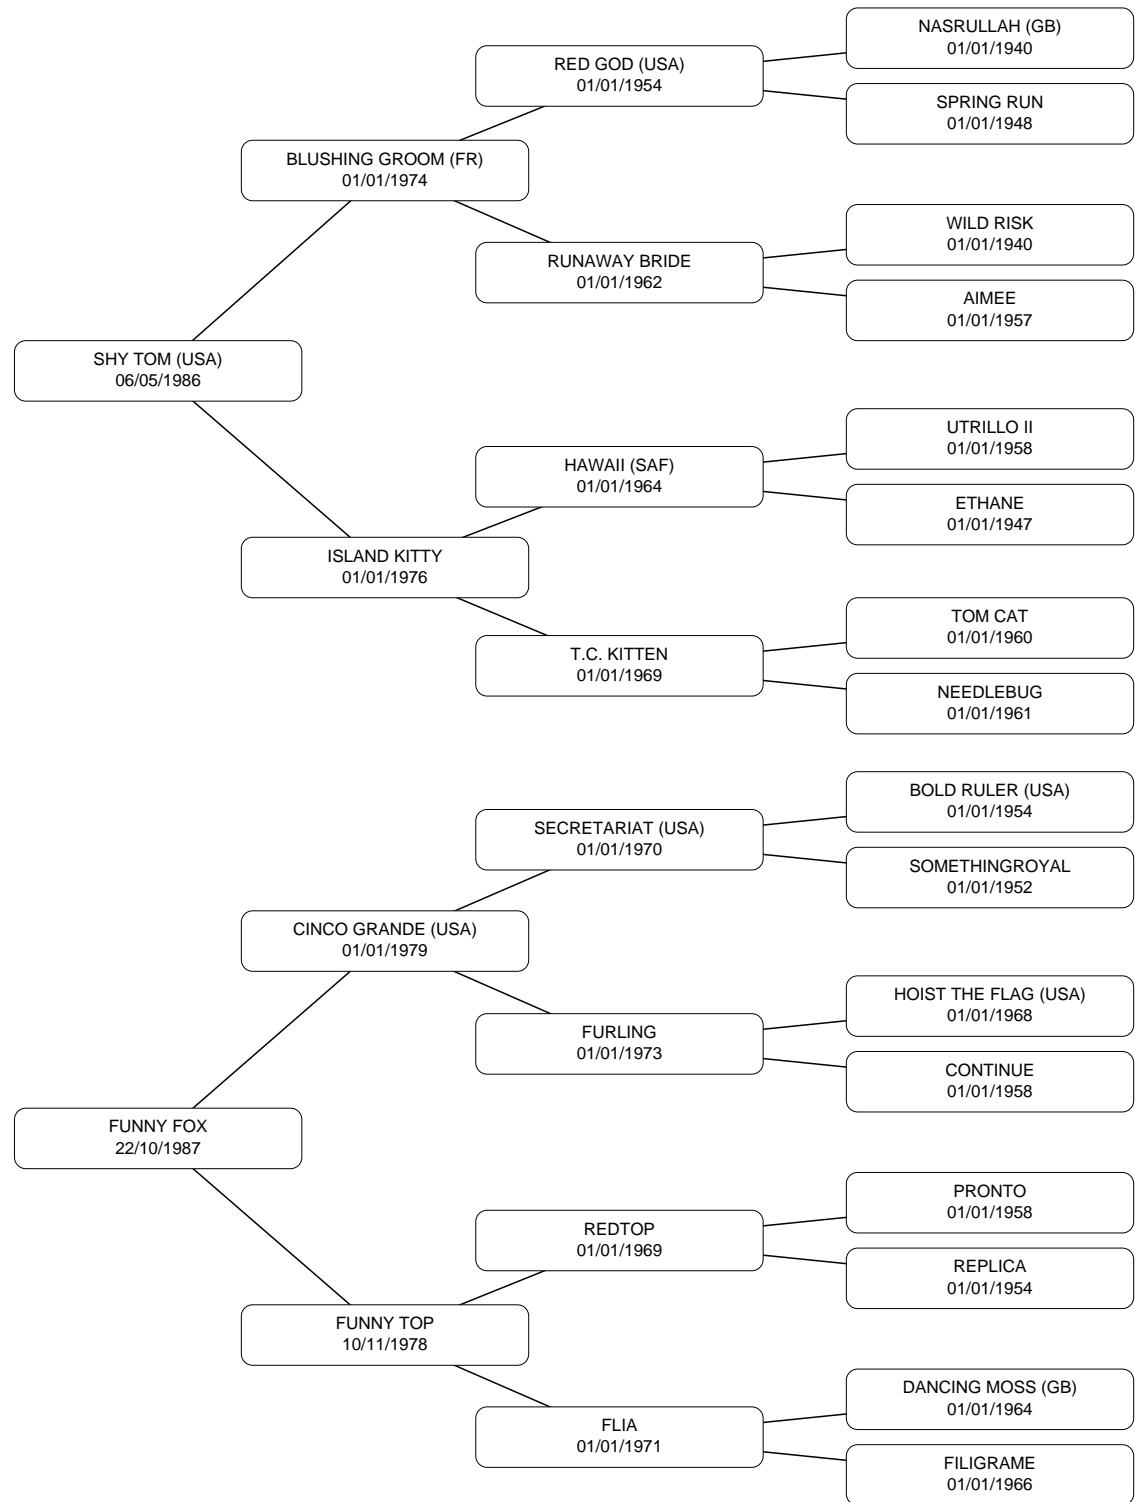 NASRULLAH (GB)
01/01/1940
RED GOD (USA)
01/01/1954
SPRING RUN
01/01/1948
BLUSHING GROOM (FR)
01/01/1974
WILD RISK
01/01/1940
RUNAWAY BRIDE
01/01/1962
AIMEE
01/01/1957
SHY TOM (USA)
06/05/1986
UTRILLO II
01/01/1958
HAWAII (SAF)
01/01/1964
ETHANE
01/01/1947
ISLAND KITTY
01/01/1976
TOM CAT
01/01/1960
T.C. KITTEN
01/01/1969
NEEDLEBUG
01/01/1961
BOLD RULER (USA)
01/01/1954
SECRETARIAT (USA)
01/01/1970
SOMETHINGROYAL
01/01/1952
CINCO GRANDE (USA)
01/01/1979
HOIST THE FLAG (USA)
01/01/1968
FURLING
01/01/1973
CONTINUE
01/01/1958
FUNNY FOX
22/10/1987
PRONTO
01/01/1958
REDTOP
01/01/1969
REPLICA
01/01/1954
FUNNY TOP
10/11/1978
DANCING MOSS (GB)
01/01/1964
FLIA
01/01/1971
FILIGRAME
01/01/1966